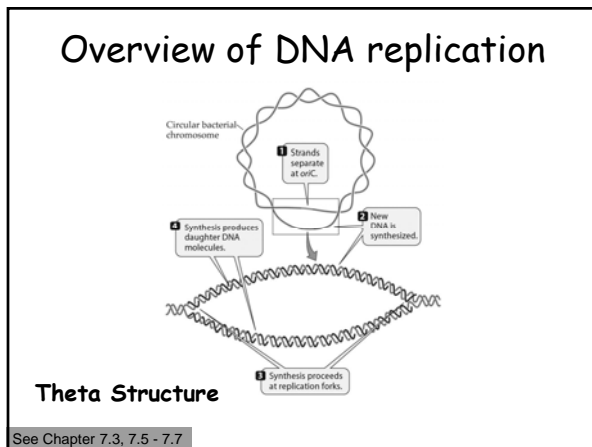 Overview of DNA replication
Circular bacterial
chromosome
1 Strands
separate
at oriC.
2 New
DNA is
synthesized.
4 Synthesis produces
daughter DNA
molecules.
3 Synthesis proceeds
at replication forks.
Theta Structure
See Chapter 7.3, 7.5 - 7.7